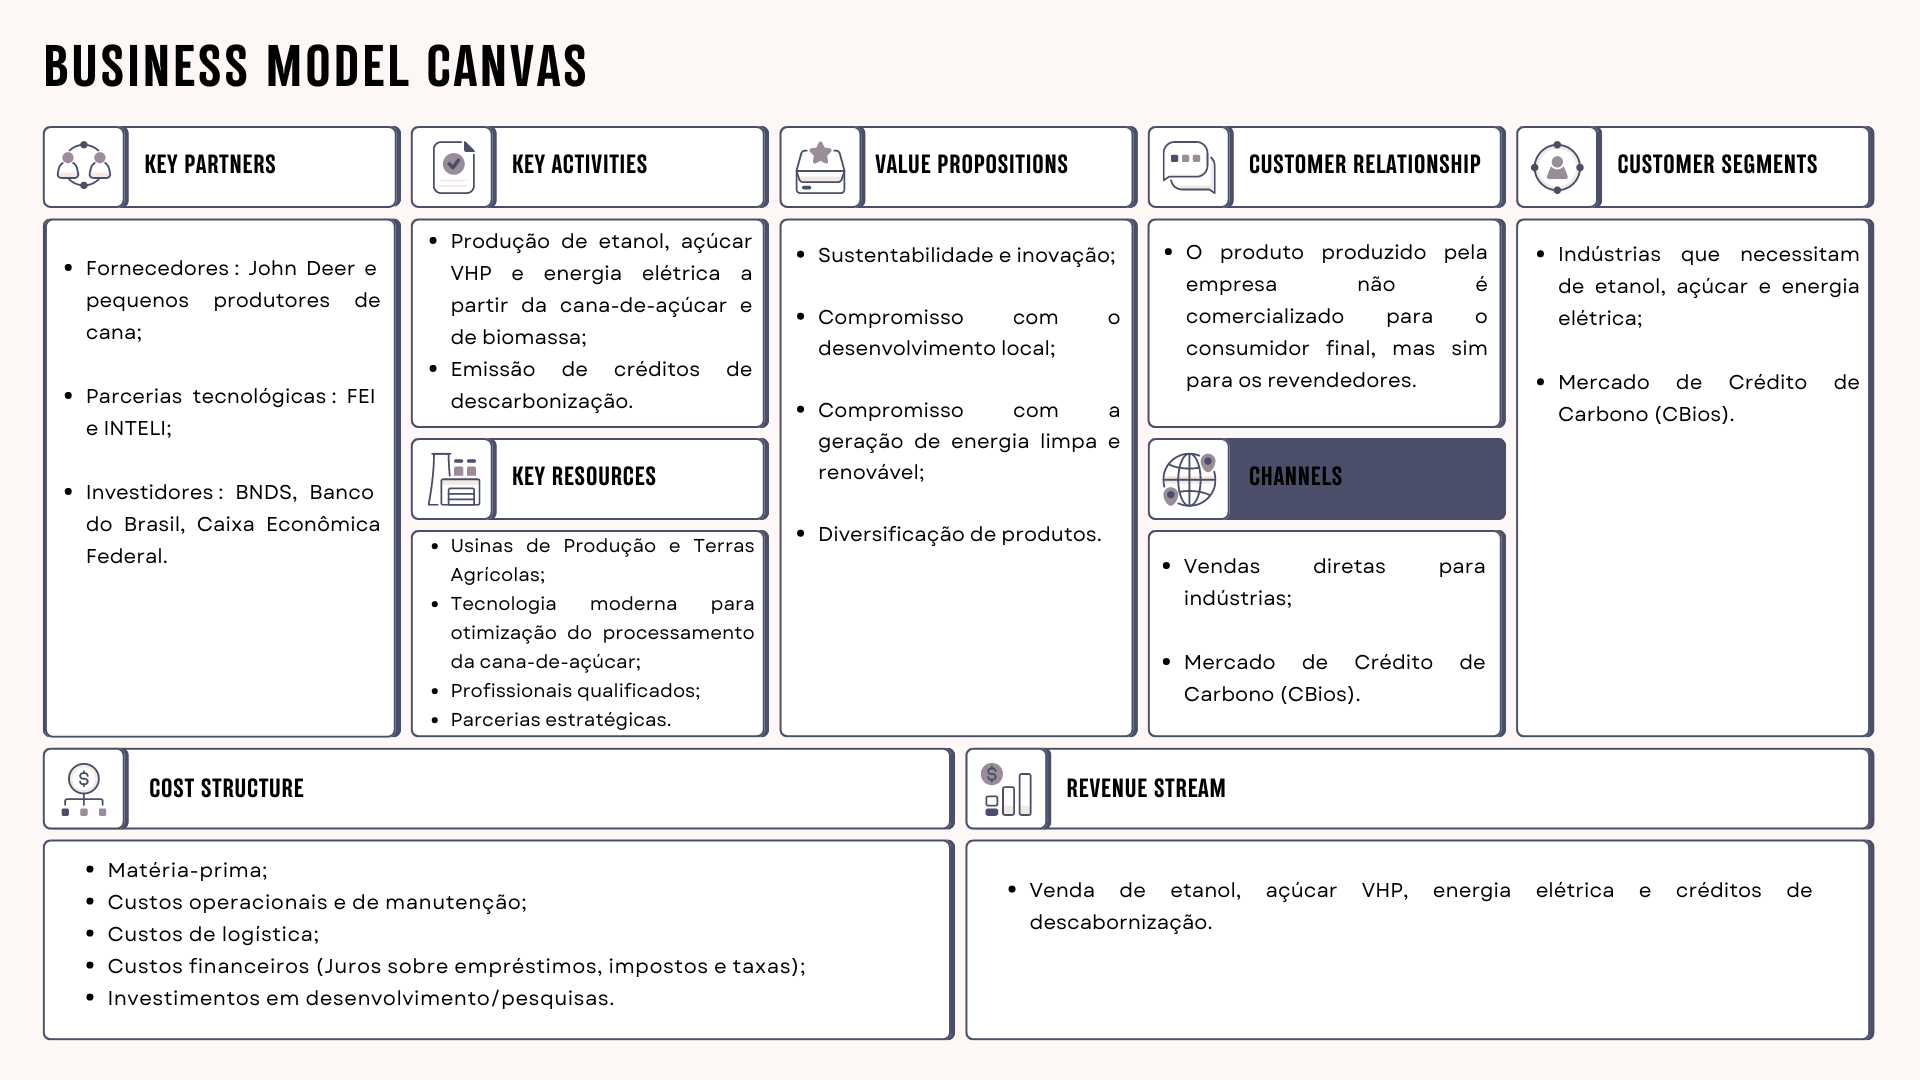 BUSINESS MODEL CANVAS
KEY PARTNERS
Fornecedores : John Deer e
pequenos produtores de
cana;
Parcerias tecnológicas : FEI
e INTELI;
Investidores : BNDS, Banco
do Brasil, Caixa Econômica
Federal.
KEY ACTIVITIES
Produção de etanol, açúcar
VHP e energia elétrica a
partir da cana-de-açúcar e
de biomassa;
Emissão de créditos de
descarbonização.
KEY RESOURCES
Usinas de Produção e Terras
Agrícolas;
Tecnologia moderna para
otimização do processamento
da cana-de-açúcar;
Profissionais qualificados;
Parcerias estratégicas.
VALUE PROPOSITIONS
Sustentabilidade e inovação;
Compromisso com o
desenvolvimento local;
Compromisso com a
geração de energia limpa e
renovável;
Diversificação de produtos.
CUSTOMER RELATIONSHIP
O produto produzido pela
empresa não é
comercializado para o
consumidor final, mas sim
para os revendedores.
CHANNELS
Vendas diretas para
indústrias;
Mercado de Crédito de
Carbono (CBios).
CUSTOMER SEGMENTS
Indústrias que necessitam
de etanol, açúcar e energia
elétrica;
Mercado de Crédito de
Carbono (CBios).
COST STRUCTURE
Matéria-prima;
Custos operacionais e de manutenção;
Custos de logística;
Custos financeiros (Juros sobre empréstimos, impostos e taxas);
Investimentos em desenvolvimento/pesquisas.
REVENUE STREAM
Venda de etanol, açúcar VHP, energia elétrica e créditos de
descabornização.